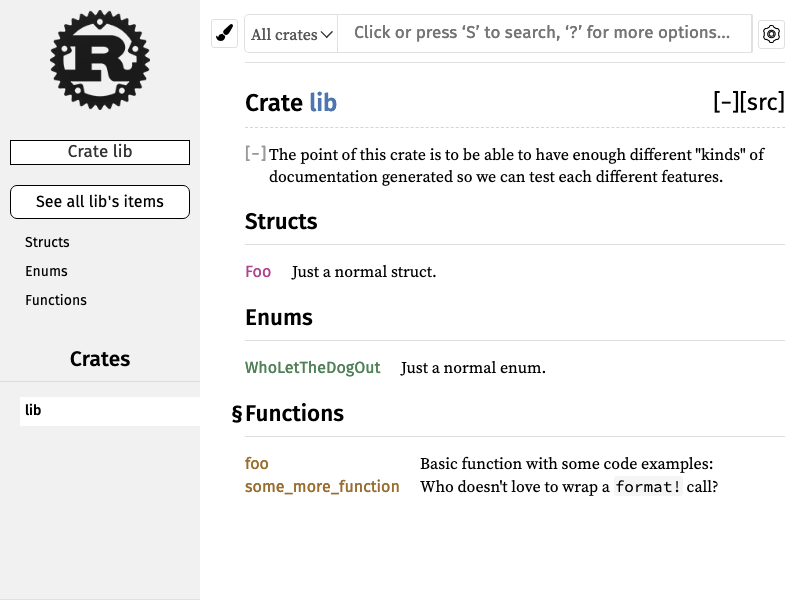 R
Crate lib
See all lib's items
Structs
Enums
Functions
Crates
lib
All crates
Click or press ‘S’ to search, ‘?’ for more options...
Crate lib
[-][src]
[-] The point of this crate is to be able to have enough different "kinds" of
documentation generated so we can test each different features.
Structs
Foo Just a normal struct.
Enums
WhoLetTheDogOut Just a normal enum.
§Functions
foo Basic function with some code examples:
some_more_function Who doesn't love to wrap a format! call?